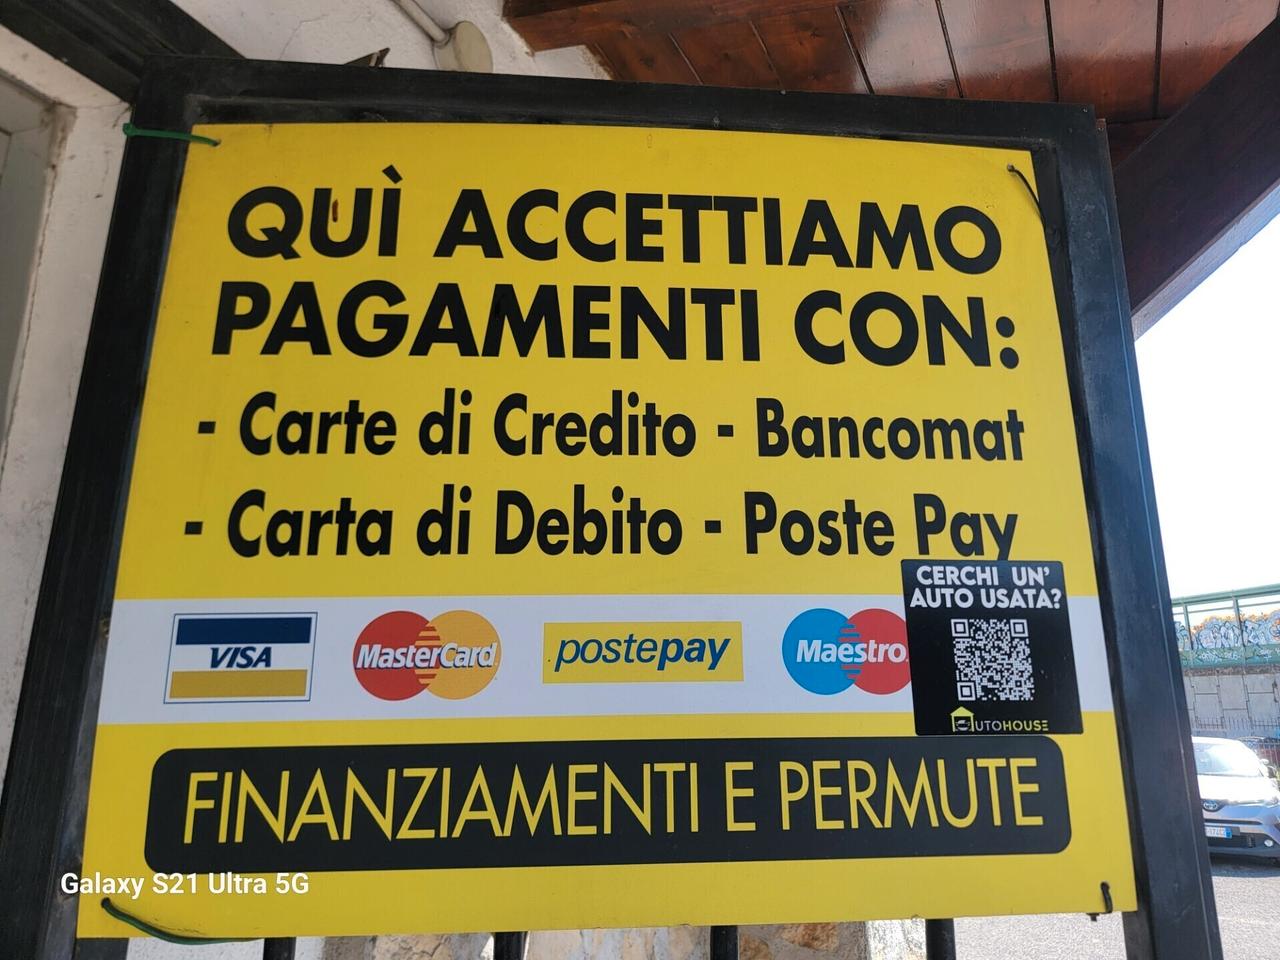 QUÌ ACCETTIAMO
PAGAMENTI CON:
- Carte di Credito - Bancomat
- Carta di Debito - Poste Pay
CERCHI UN'
AUTO USATA?
VISA
MasterCard
postepay
Maestro
UTOHOUSE
FINANZIAMENTI E PERMUTE
Galaxy S21 Ultra 5G